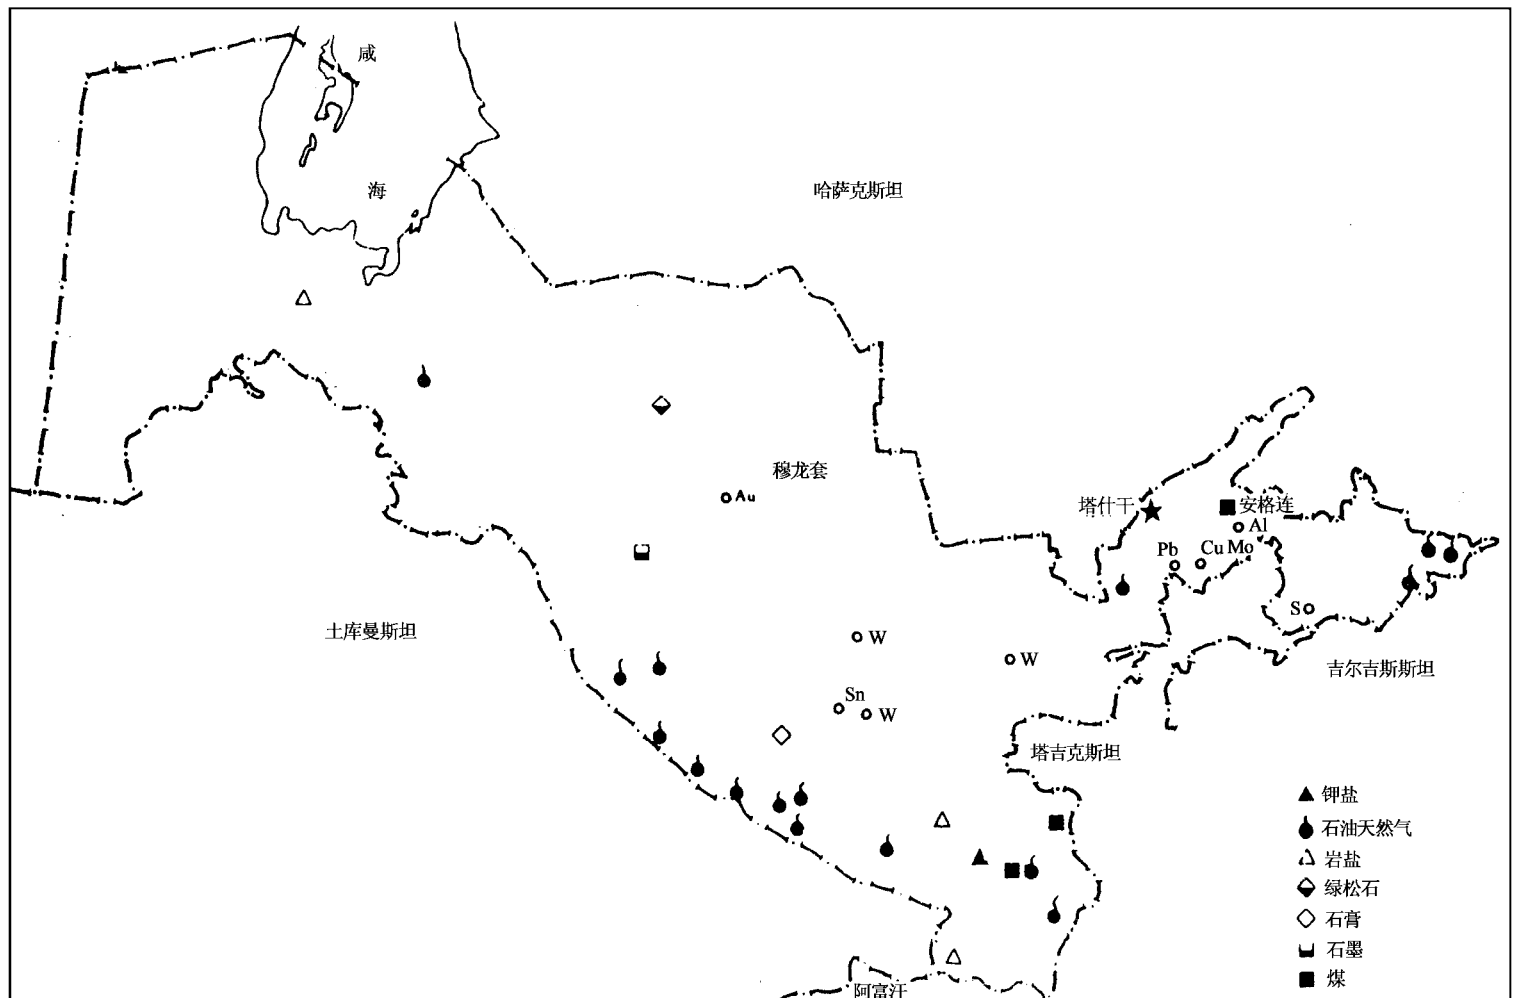 咸
海
哈萨克斯坦
穆龙套
Au
塔什干
安格连
Al
Pb
Cu Mo
S
土库曼斯坦
W
W
吉尔吉斯斯坦
Sn
W
塔吉克斯坦
钾盐
石油天然气
岩盐
绿松石
石膏
石墨
煤
阿富汗